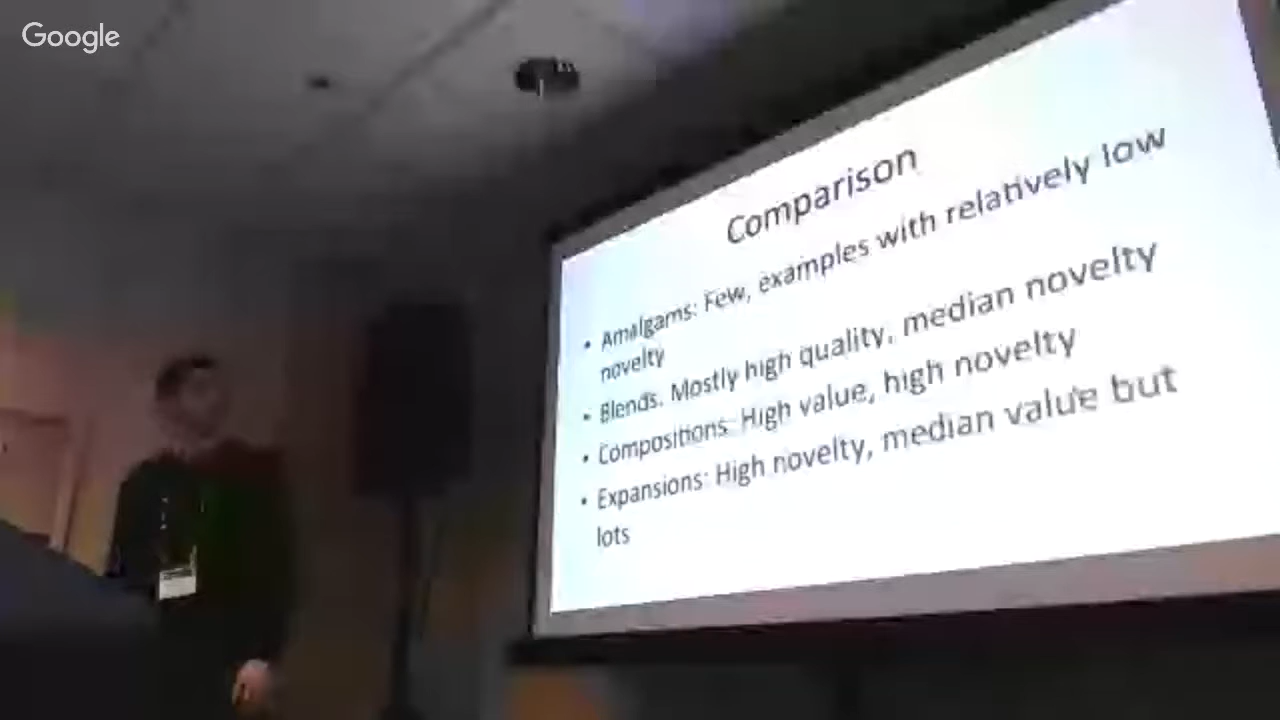 Google
Comparison
• Amalgams: Few, examples with relatively low
novelty
• Blends. Mostly high quality, median novelty
• Compositions: High value, high novelty
• Expansions: High novelty, median value but
lots